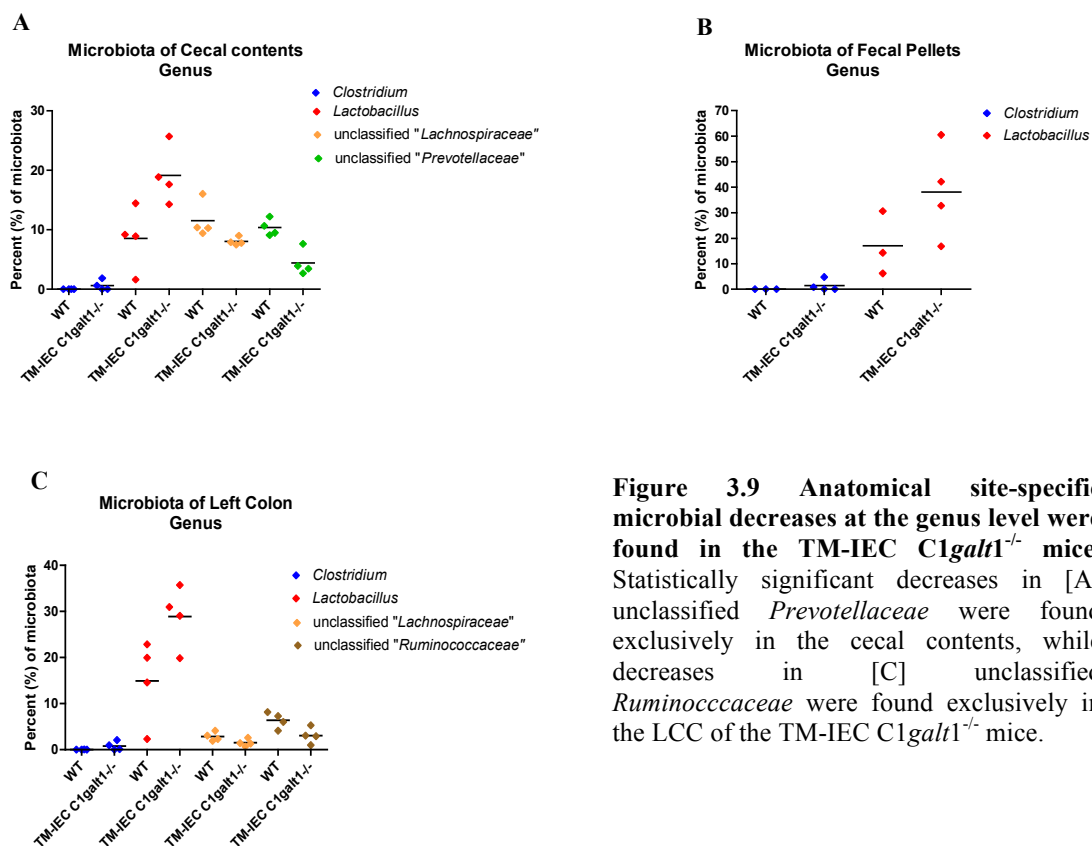 A
Microbiota of Cecal contents
Genus
Percent (%) of microbiota
30
20
10
0
WT
TM-IEC C1galt1-/-
WT
TM-IEC C1galt1-/-
WT
TM-IEC C1galt1-/-
WT
TM-IEC C1galt1-/-
Clostridium
Lactobacillus
unclassified "Lachnospiraceae"
unclassified "Prevotellaceae"
B
Microbiota of Fecal Pellets
Genus
Percent (%) of microbiota
70
60
50
40
30
20
10
0
WT
TM-IEC C1galt1-/-
WT
TM-IEC C1galt1-/-
Clostridium
Lactobacillus
C
Microbiota of Left Colon
Genus
Percent (%) of microbiota
40
30
20
10
0
WT
TM-IEC C1galt1-/-
WT
TM-IEC C1galt1-/-
WT
TM-IEC C1galt1-/-
WT
TM-IEC C1galt1-/-
Clostridium
Lactobacillus
unclassified "Lachnospiraceae"
unclassified "Ruminococcaceae"
Figure 3.9 Anatomical site-specific
microbial decreases at the genus level were
found in the TM-IEC C1galt1-/- mice
Statistically significant decreases in [A
unclassified Prevotellaceae were found
exclusively in the cecal contents, while
decreases in [C] unclassified
Ruminocccaceae were found exclusively in
the LCC of the TM-IEC C1galt1-/- mice.